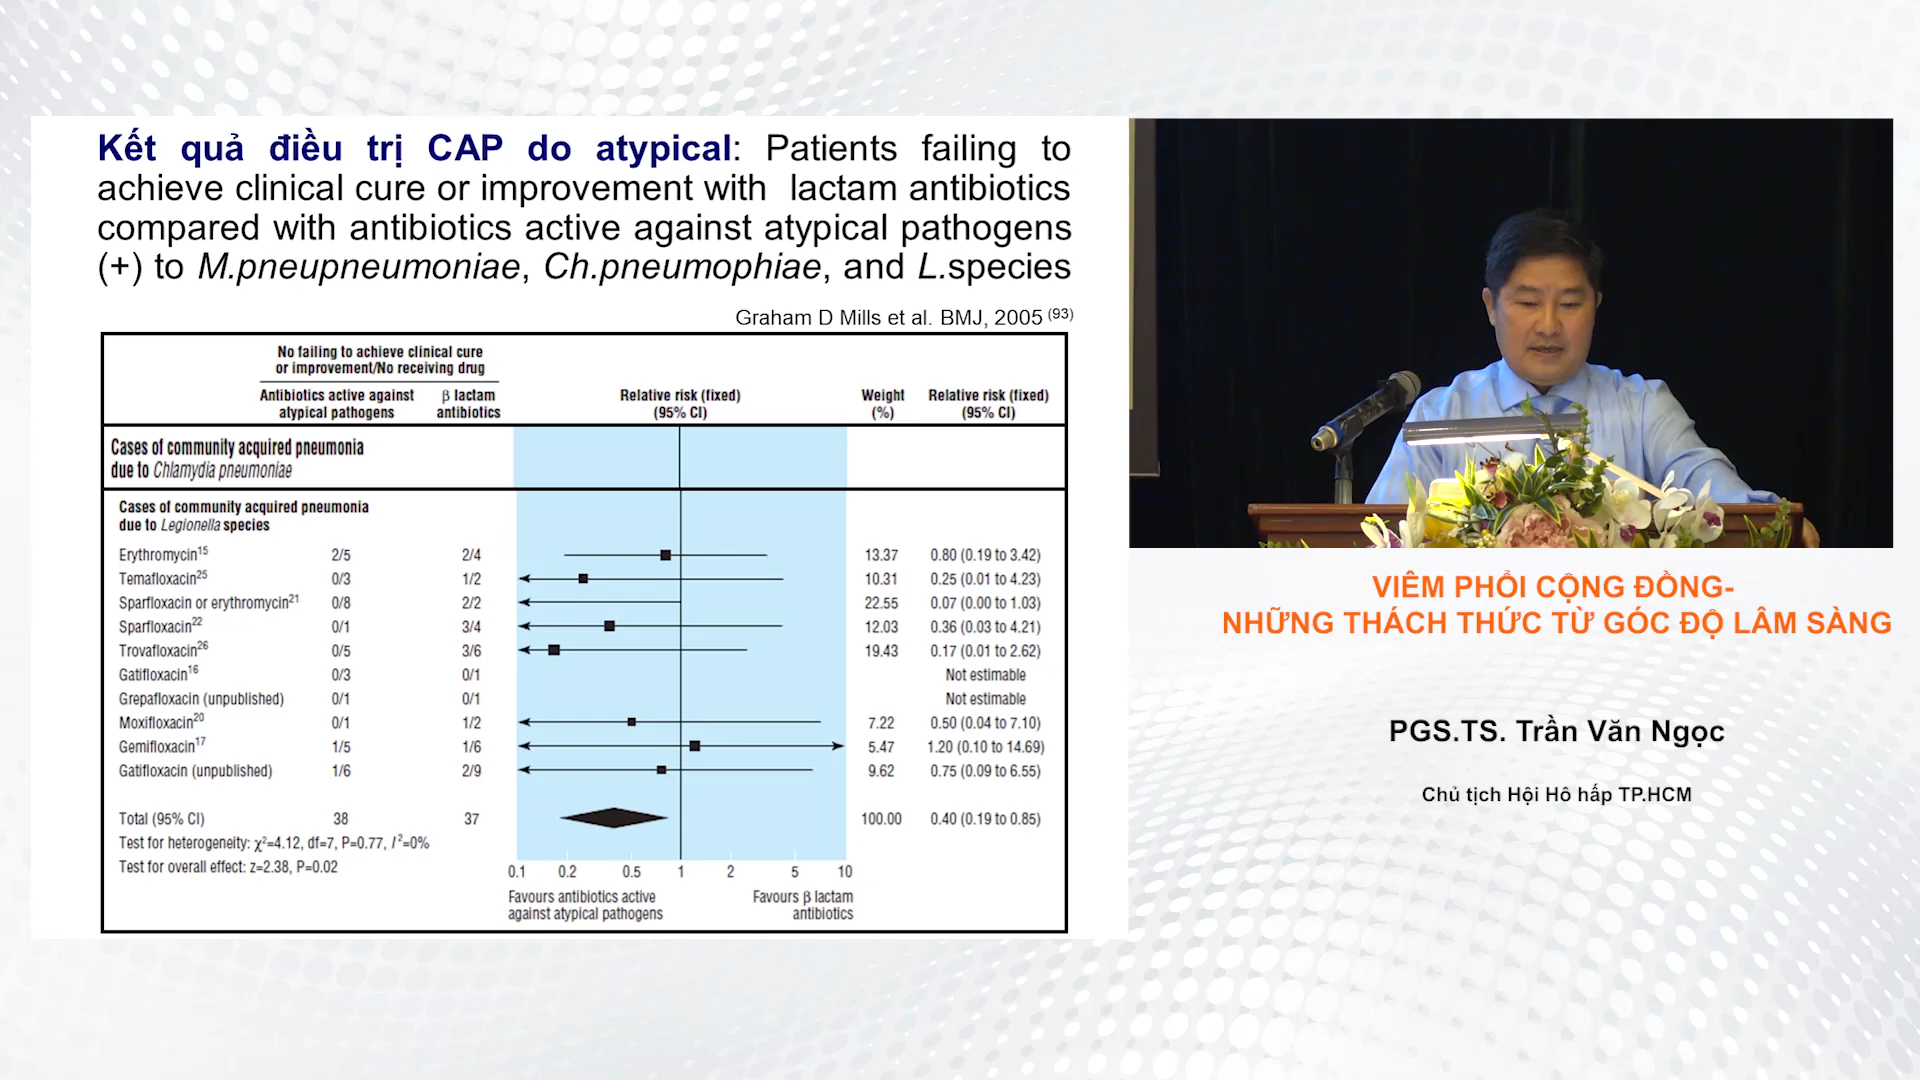 Kết quả điều trị CAP do atypical: Patients failing to
achieve clinical cure or improvement with lactam antibiotics
compared with antibiotics active against atypical pathogens
(+) to M.pneupneumoniae, Ch.pneumophiae, and L.species
Graham D Mills et al. BMJ, 2005 (93)
No failing to achieve clinical cure
or improvement/No receiving drug
Antibiotics active against
atypical pathogens
β lactam
antibiotics
Relative risk (fixed)
(95% CI)
Weight
(%)
Relative risk (fixed)
(95% CI)
Cases of community acquired pneumonia
due to Chlamydia pneumoniae
Cases of community acquired pneumonia
due to Legionella species
Erythromycin15 2/5 2/4 13.37 0.80 (0.19 to 3.42)
Temafloxacin25 0/3 1/2 10.31 0.25 (0.01 to 4.23)
Sparfloxacin or erythromycin21 0/8 2/2 22.55 0.07 (0.00 to 1.03)
Sparfloxacin22 0/1 3/4 12.03 0.36 (0.03 to 4.21)
Trovafloxacin26 0/5 3/6 19.43 0.17 (0.01 to 2.62)
Gatifloxacin16 0/3 0/1 Not estimable
Grepafloxacin (unpublished) 0/1 0/1 Not estimable
Moxifloxacin20 0/1 1/2 7.22 0.50 (0.04 to 7.10)
Gemifloxacin17 1/5 1/6 5.47 1.20 (0.10 to 14.69)
Gatifloxacin (unpublished) 1/6 2/9 9.62 0.75 (0.09 to 6.55)
Total (95% CI) 38 37 100.00 0.40 (0.19 to 0.85)
Test for heterogeneity: χ²=4.12, df=7, P=0.77, I²=0%
Test for overall effect: z=2.38, P=0.02
0.1 0.2 0.5 1 2 5 10
Favours antibiotics active
against atypical pathogens
Favours β lactam
antibiotics
VIÊM PHỔI CỘNG ĐỒNG-
NHỮNG THÁCH THỨC TỪ GÓC ĐỘ LÂM SÀNG
PGS.TS. Trần Văn Ngọc
Chủ tịch Hội Hô hấp TP.HCM